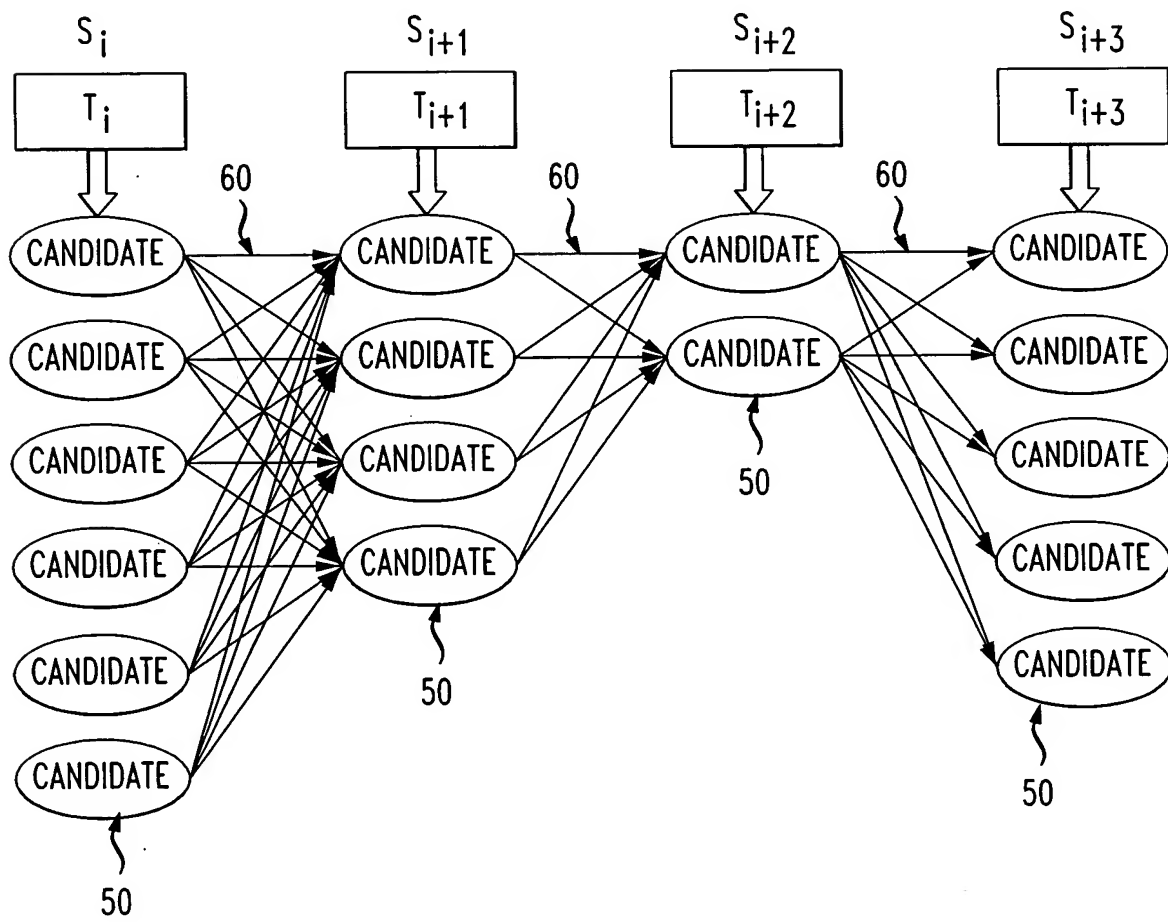 S_i S_{i+1} S_{i+2} S_{i+3}
T_i T_{i+1} T_{i+2} T_{i+3}
60 60 60
CANDIDATE CANDIDATE CANDIDATE CANDIDATE
CANDIDATE CANDIDATE CANDIDATE CANDIDATE
CANDIDATE CANDIDATE CANDIDATE
50
CANDIDATE CANDIDATE CANDIDATE
CANDIDATE CANDIDATE
50
CANDIDATE
50
50